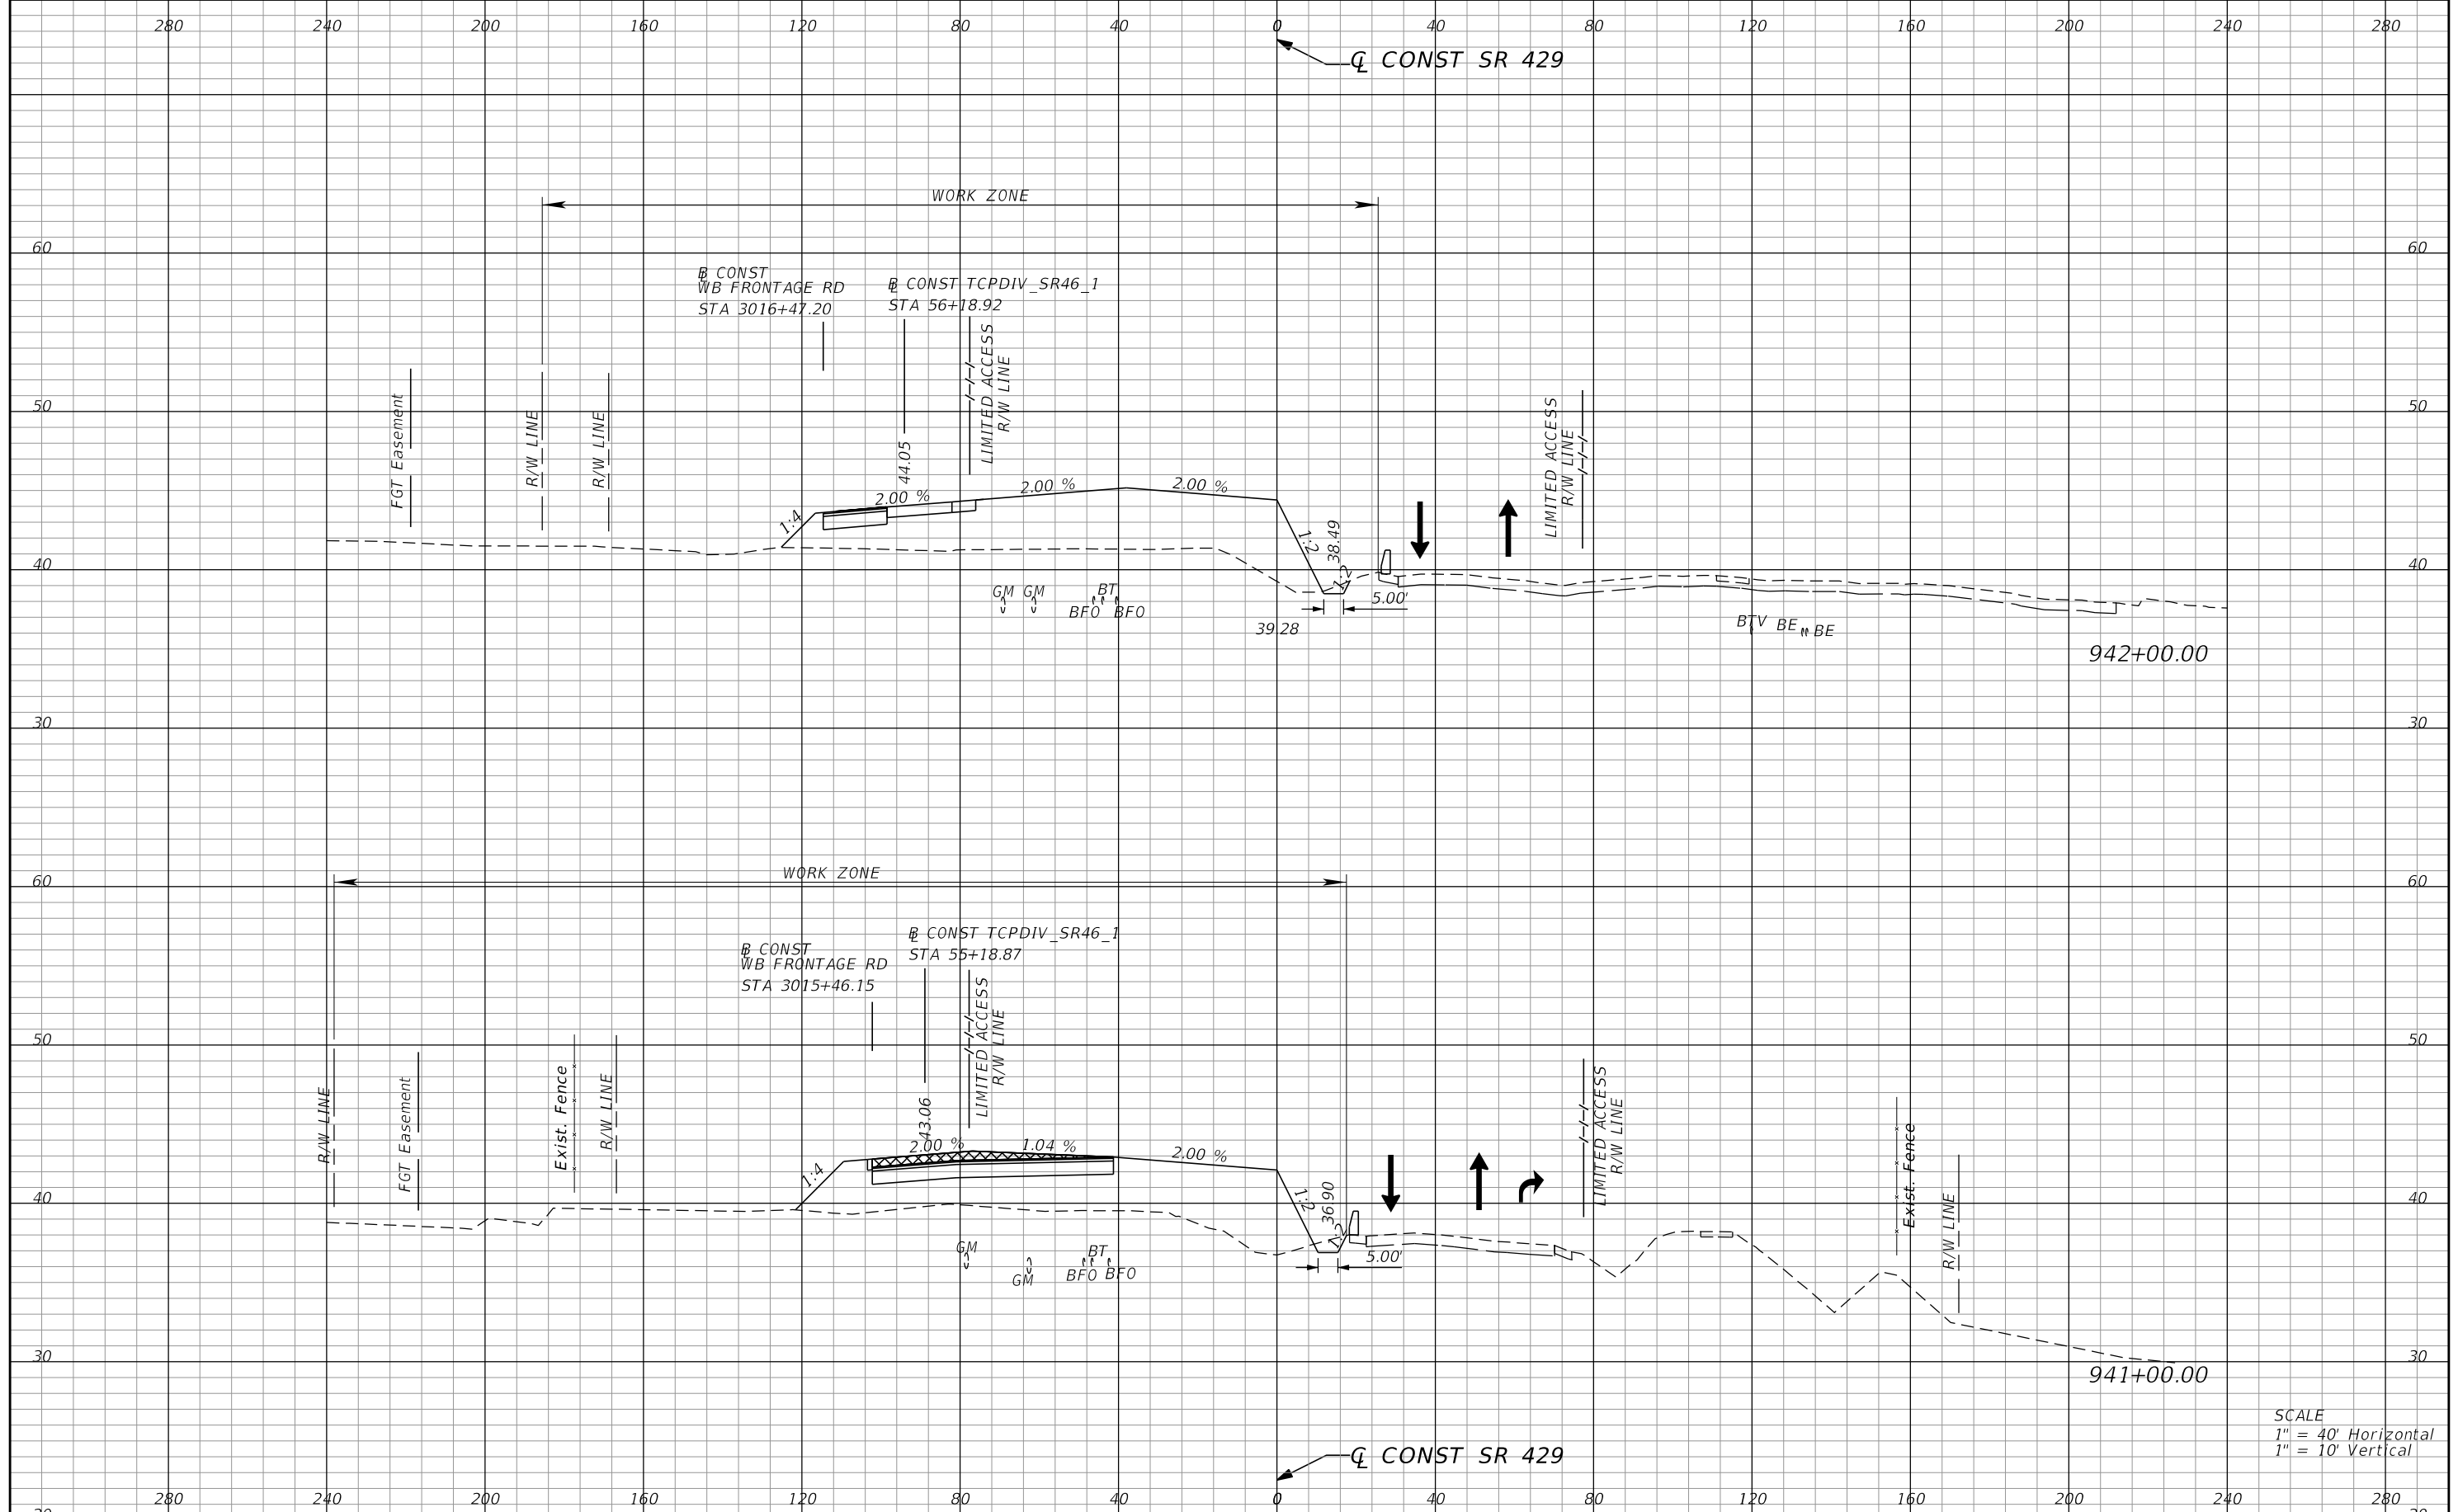 280 240 200 160 120 80 40 0 40 80 120 160 200 240 280
℄ CONST SR 429
WORK ZONE
60 60
℄ CONST
WB FRONTAGE RD
STA 3016+47.20
℄ CONST TCPDIV_SR46_1
STA 56+18.92
LIMITED ACCESS
R/W LINE
50 50
FGT Easement
R/W LINE
R/W LINE
44.05
LIMITED ACCESS
R/W LINE
1:4
2.00 %
2.00 %
2.00 %
1:2
38.49
1:2
40 40
GM GM
BT
BFO BFO
5.00'
39.28
BTV BE BE
942+00.00
30 30
WORK ZONE
60 60
℄ CONST
WB FRONTAGE RD
STA 3015+46.15
℄ CONST TCPDIV_SR46_1
STA 55+18.87
LIMITED ACCESS
R/W LINE
50 50
R/W LINE
FGT Easement
Exist. Fence
R/W LINE
43.06
LIMITED ACCESS
R/W LINE
Exist. Fence
R/W LINE
1:4
2.00 %
1.04 %
2.00 %
1:2
36.90
1:2
40 40
GM
GM
BT
BFO BFO
5.00'
30 30
941+00.00
SCALE
1" = 40' Horizontal
1" = 10' Vertical
℄ CONST SR 429
280 240 200 160 120 80 40 0 40 80 120 160 200 240 280